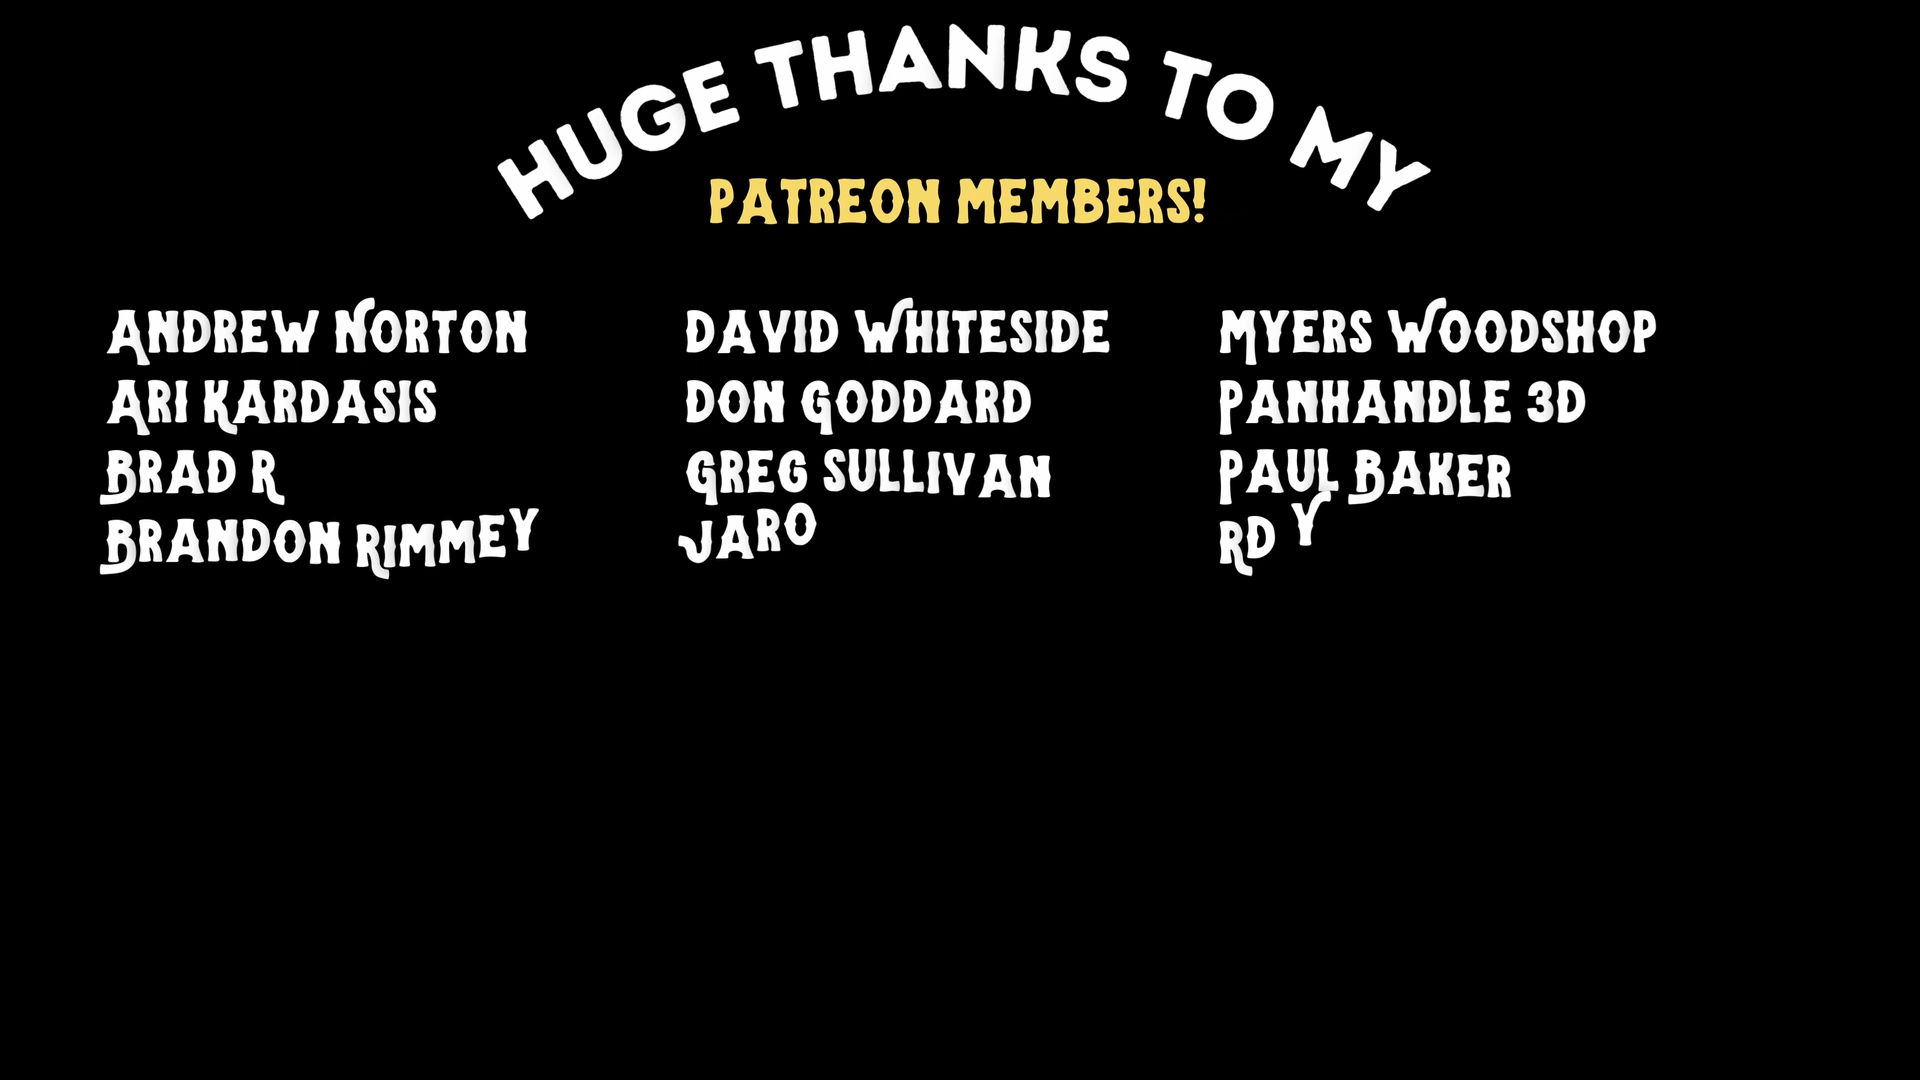 HUGE THANKS TO MY
PATREON MEMBERS!
ANDREW NORTON
ARI KARDASIS
BRAD R
BRANDON RIMMEY
DAVID WHITESIDE
DON GODDARD
GREG SULLIVAN
JARO
MYERS WOODSHOP
PANHANDLE 3D
PAUL BAKER
RD Y